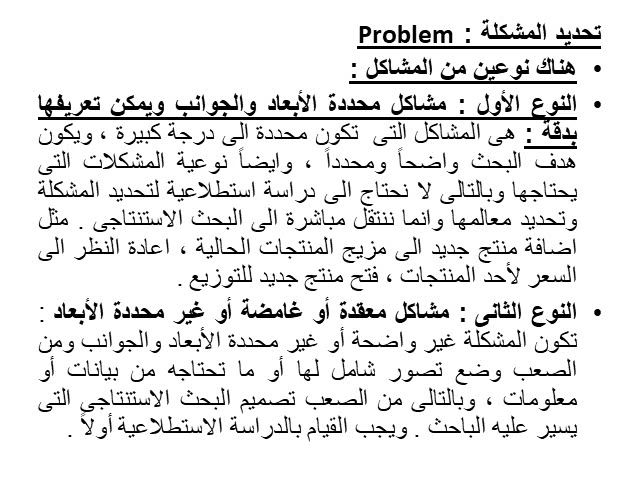 تحديد المشكلة : Problem
• هناك نوعين من المشاكل :
• النوع الأول : مشاكل محددة الأبعاد والجوانب ويمكن تعريفها
بدقة : هى المشاكل التى تكون محددة الى درجة كبيرة ، ويكون
هدف البحث واضحاً ومحدداً ، وايضاً نوعية المشكلات التى
يحتاجها وبالتالى لا نحتاج الى دراسة استطلاعية لتحديد المشكلة
وتحديد معالمها وانما ننتقل مباشرة الى البحث الاستنتاجى . مثل
اضافة منتج جديد الى مزيج المنتجات الحالية ، اعادة النظر الى
السعر لأحد المنتجات ، فتح منتج جديد للتوزيع .
• النوع الثانى : مشاكل معقدة أو غامضة أو غير محددة الأبعاد :
تكون المشكلة غير واضحة أو غير محددة الأبعاد والجوانب ومن
الصعب وضع تصور شامل لها أو ما تحتاجه من بيانات أو
معلومات ، وبالتالى من الصعب تصميم البحث الاستنتاجى التى
يسير عليه الباحث . ويجب القيام بالدراسة الاستطلاعية أولاً .